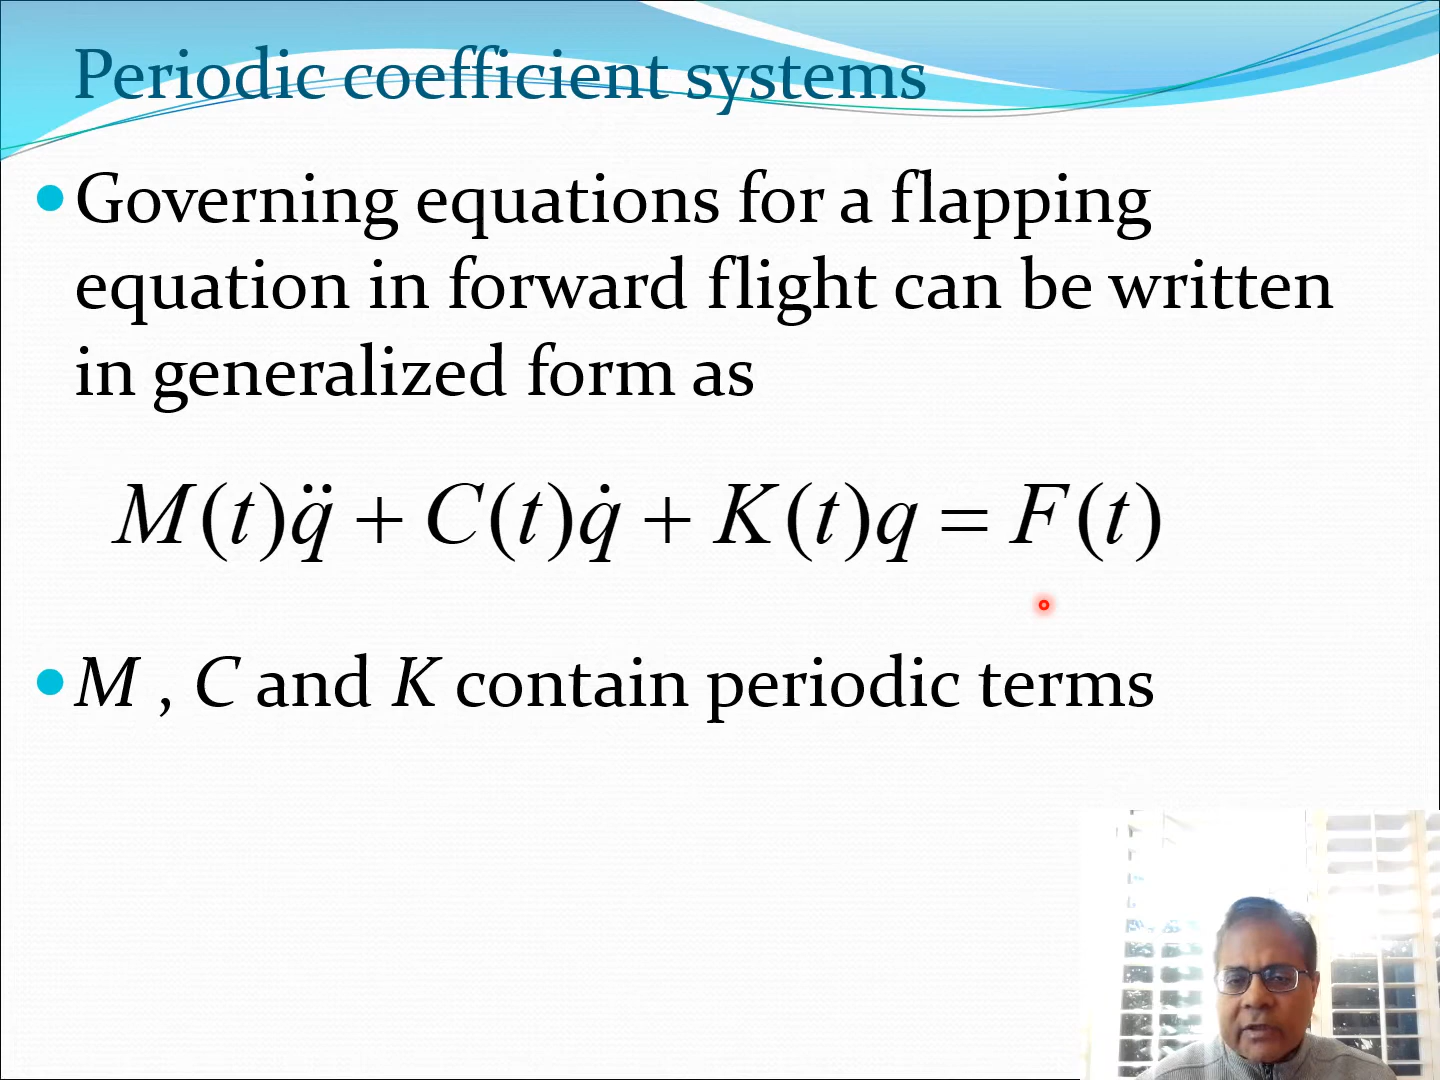 Periodic coefficient systems
• Governing equations for a flapping
equation in forward flight can be written
in generalized form as
M(t)q̈ + C(t)q̇ + K(t)q = F(t)
• M , C and K contain periodic terms